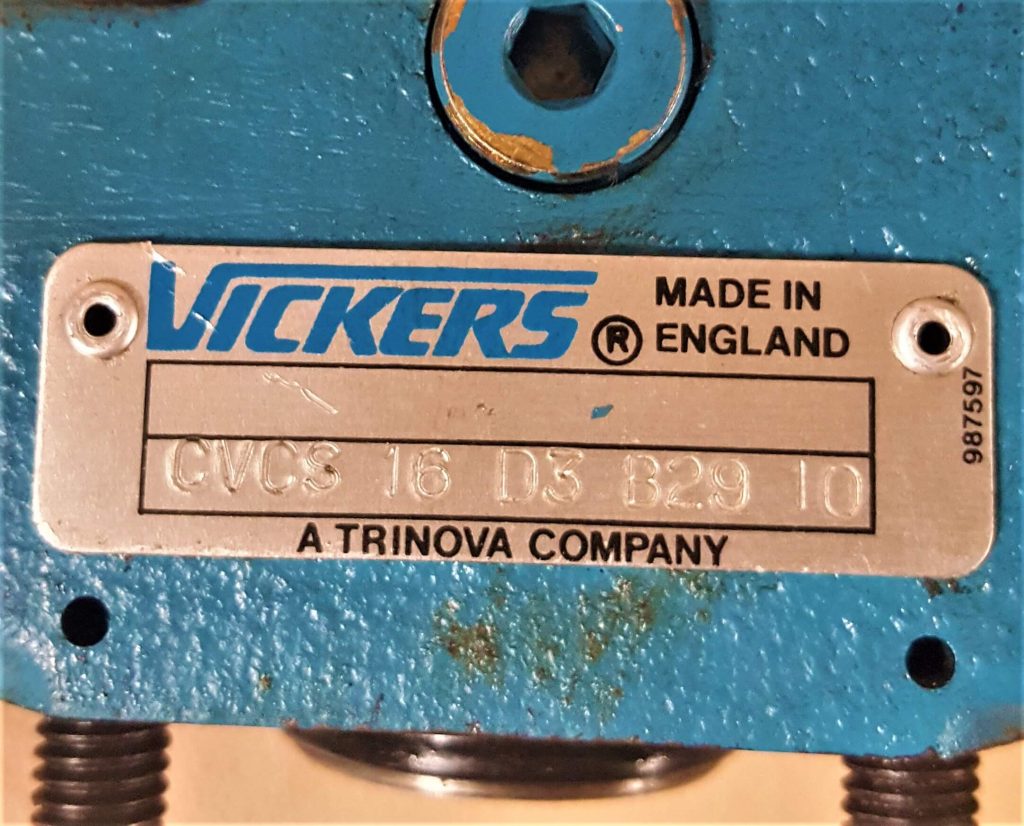 VICKERS ® MADE IN
ENGLAND
987597
CVCS 16 D3 B29 10
A TRINOVA COMPANY